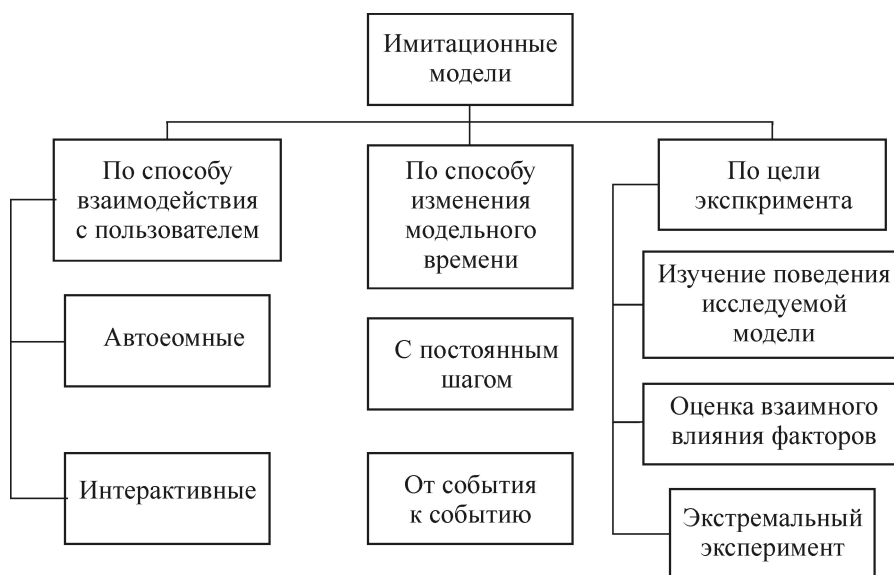 Имитационные
модели
По способу
взаимодействия
с пользователем
Автоеомные
Интерактивные
По способу
изменения
модельного
времени
С постоянным
шагом
От события
к событию
По цели
экспкримента
Изучение поведения
исследуемой
модели
Оценка взаимного
влияния факторов
Экстремальный
эксперимент